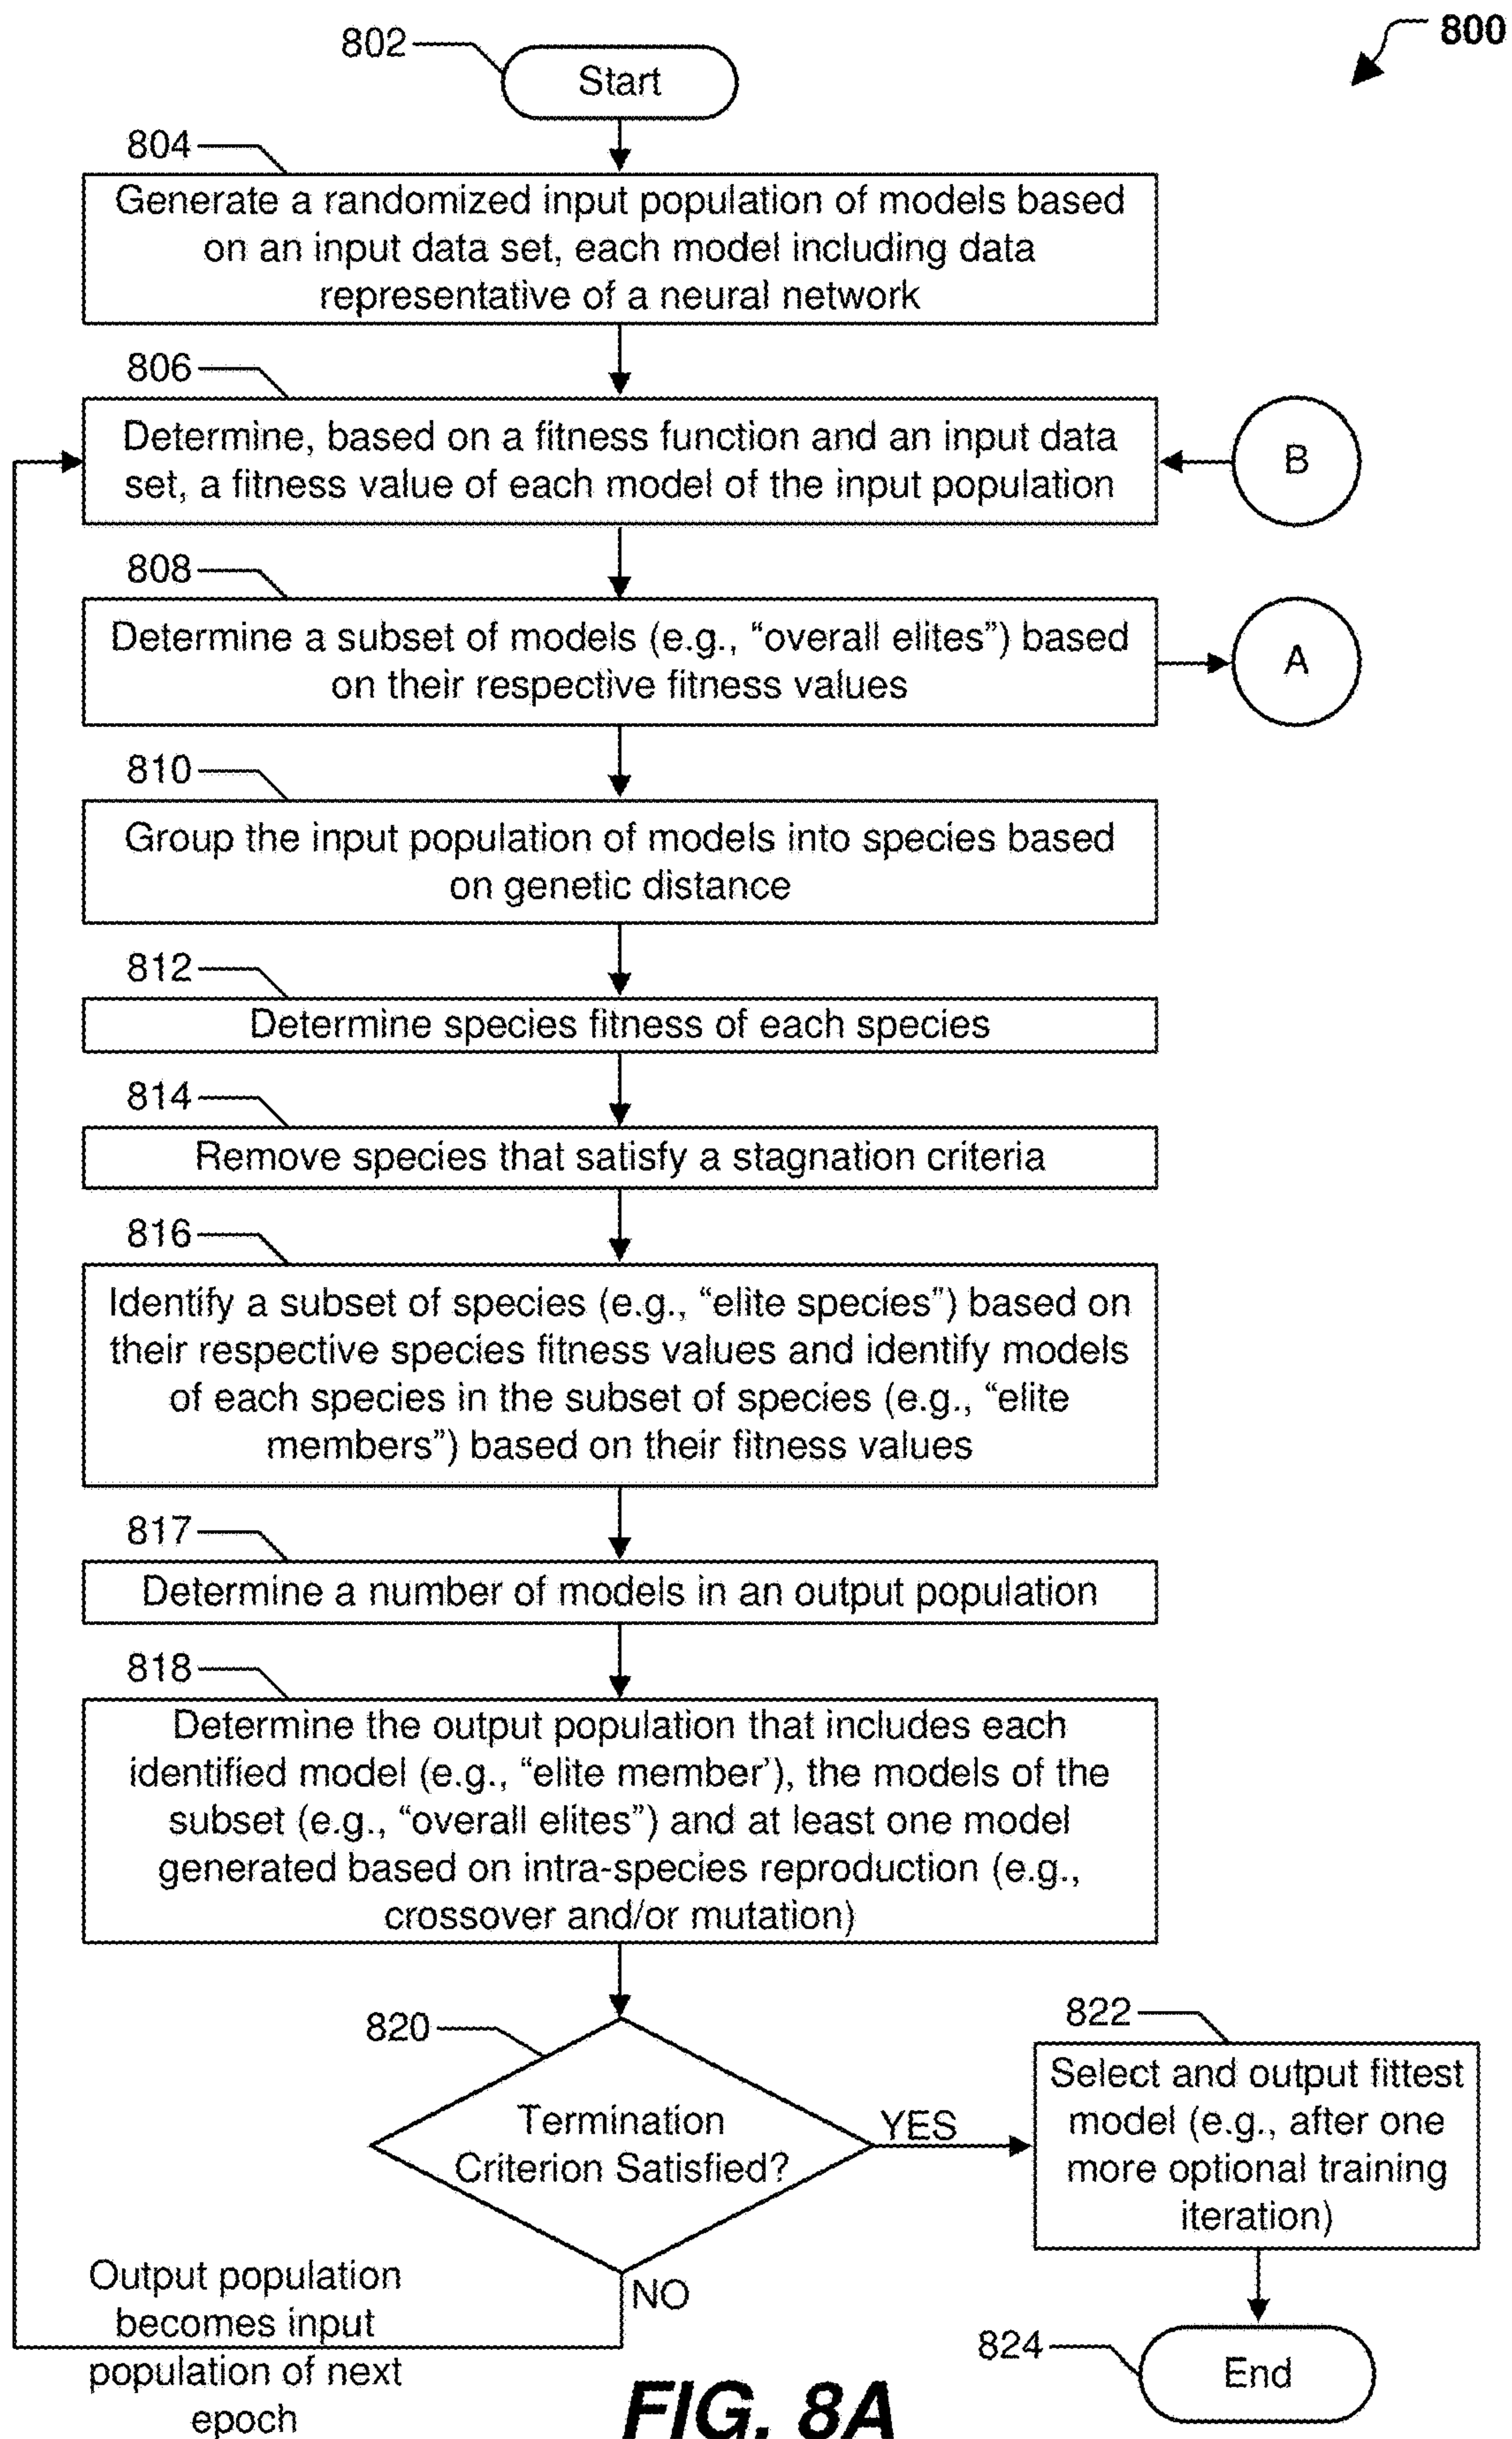 800
802
Start
804
Generate a randomized input population of models based
on an input data set, each model including data
representative of a neural network
806
Determine, based on a fitness function and an input data
set, a fitness value of each model of the input population
B
808
Determine a subset of models (e.g., “overall elites”) based
on their respective fitness values
A
810
Group the input population of models into species based
on genetic distance
812
Determine species fitness of each species
814
Remove species that satisfy a stagnation criteria
816
Identify a subset of species (e.g., “elite species”) based on
their respective species fitness values and identify models
of each species in the subset of species (e.g., “elite
members”) based on their fitness values
817
Determine a number of models in an output population
818
Determine the output population that includes each
identified model (e.g., “elite member’), the models of the
subset (e.g., “overall elites”) and at least one model
generated based on intra-species reproduction (e.g.,
crossover and/or mutation)
820
Termination
Criterion Satisfied?
YES
822
Select and output fittest
model (e.g., after one
more optional training
iteration)
NO
Output population
becomes input
population of next
epoch
824
End
FIG. 8A